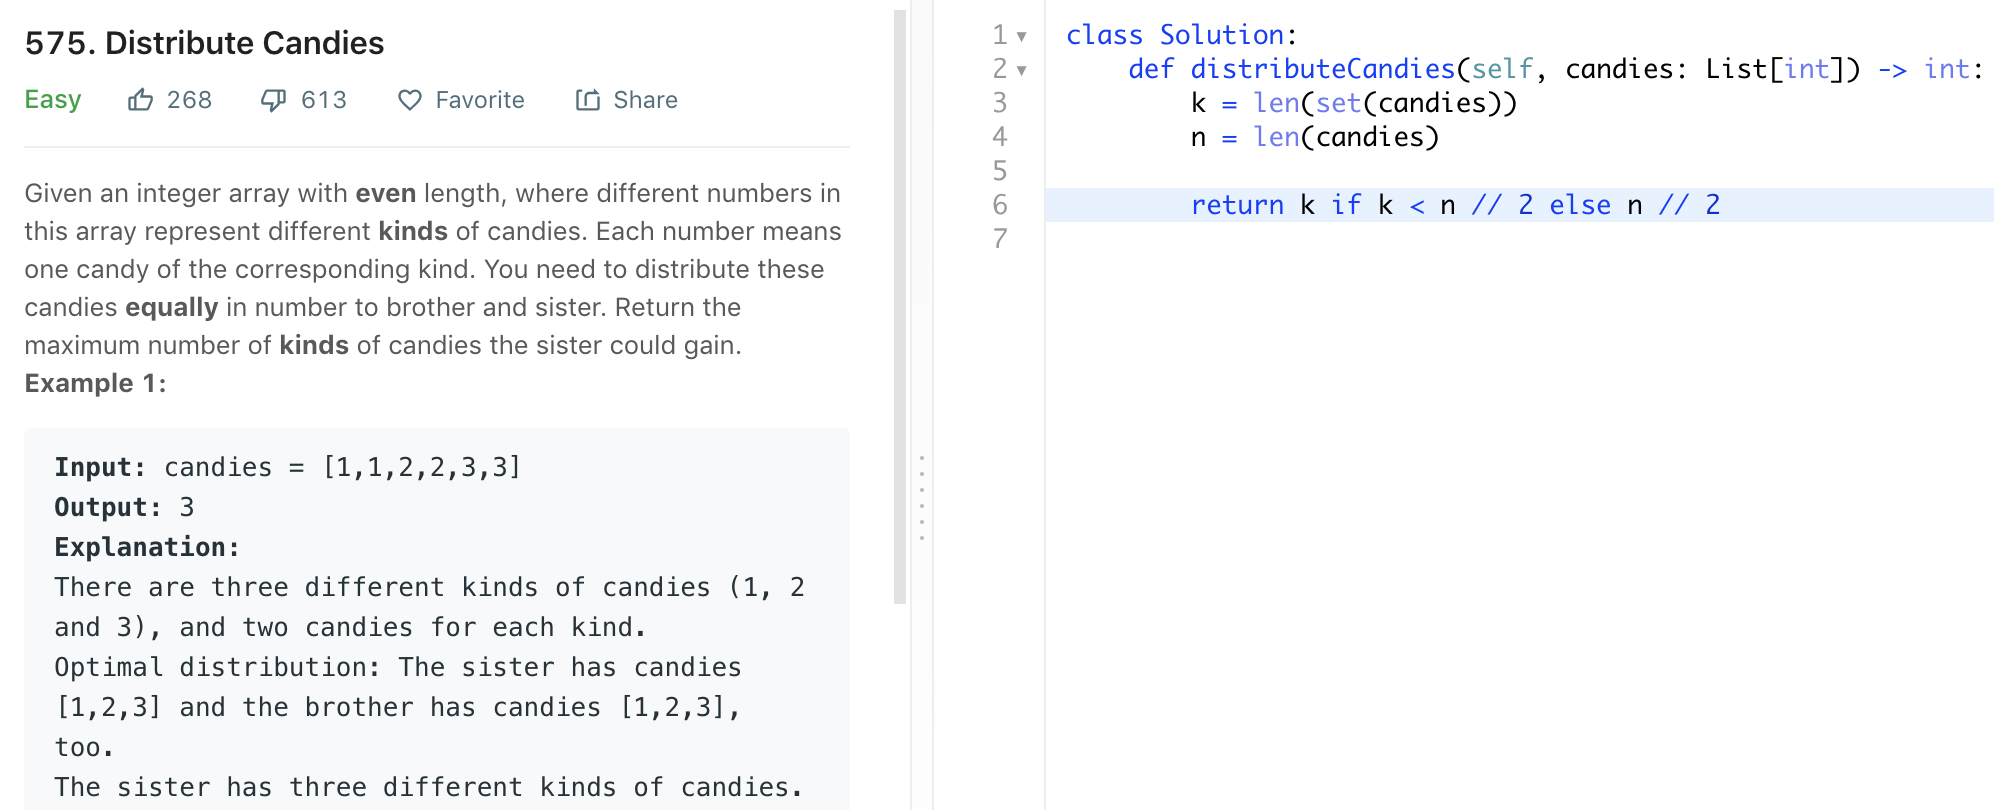 575. Distribute Candies
Easy 268 613 Favorite Share
Given an integer array with even length, where different numbers in
this array represent different kinds of candies. Each number means
one candy of the corresponding kind. You need to distribute these
candies equally in number to brother and sister. Return the
maximum number of kinds of candies the sister could gain.
Example 1:
Input: candies = [1,1,2,2,3,3]
Output: 3
Explanation:
There are three different kinds of candies (1, 2
and 3), and two candies for each kind.
Optimal distribution: The sister has candies
[1,2,3] and the brother has candies [1,2,3],
too.
The sister has three different kinds of candies.
1 class Solution:
2     def distributeCandies(self, candies: List[int]) -> int:
3         k = len(set(candies))
4         n = len(candies)
5
6         return k if k < n // 2 else n // 2
7